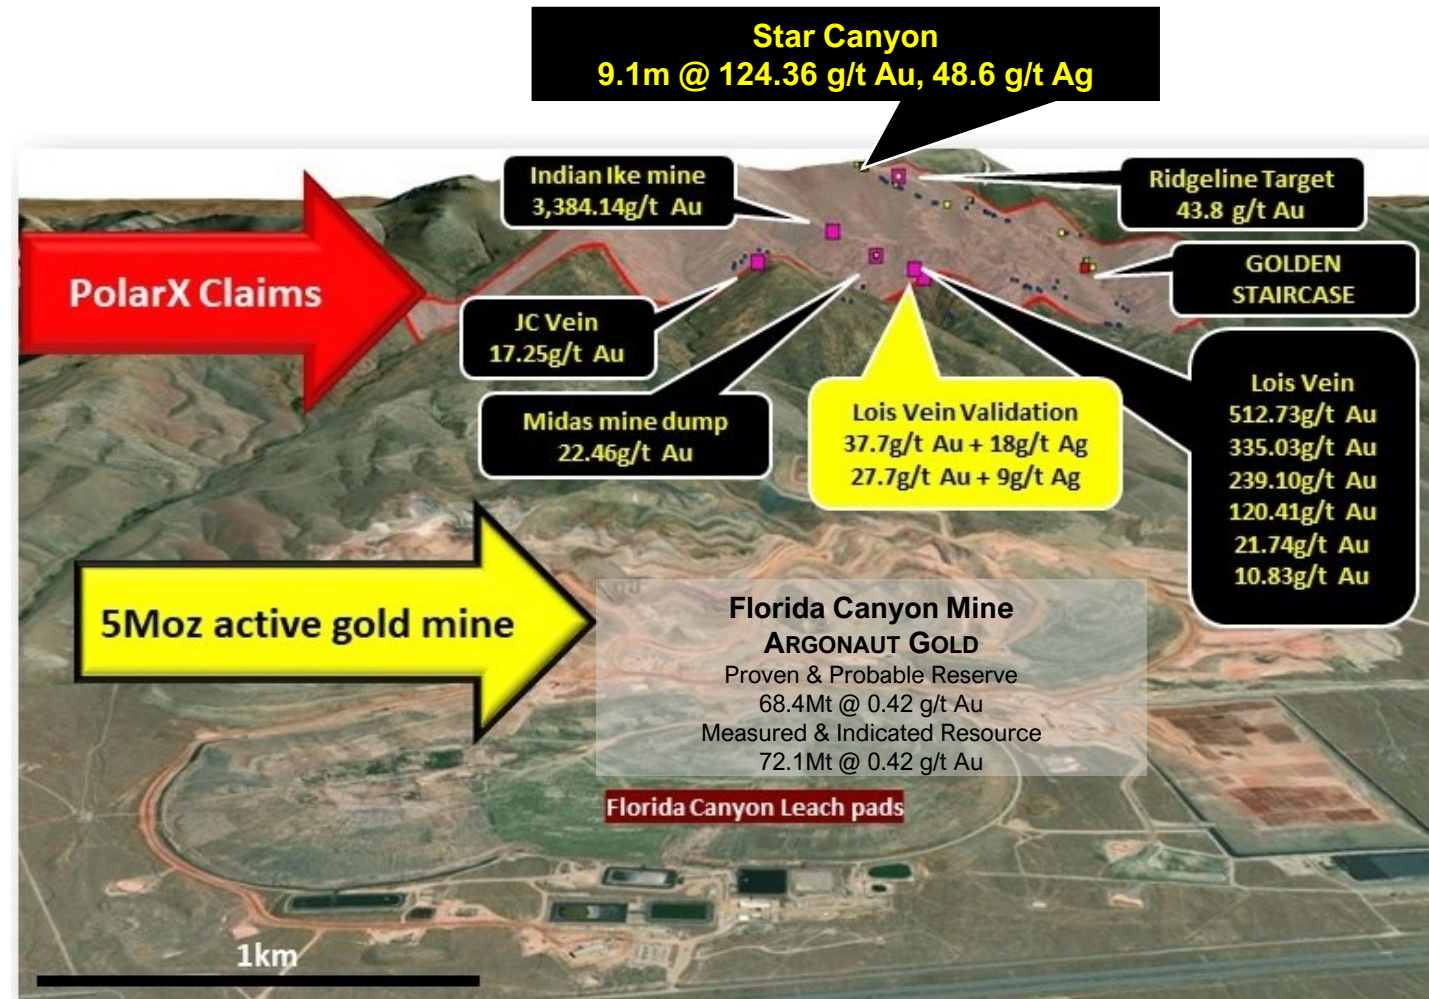 Star Canyon
9.1m @ 124.36 g/t Au, 48.6 g/t Ag
Indian Ike mine
3,384.14g/t Au
Ridgeline Target
43.8 g/t Au
PolarX Claims
GOLDEN
STAIRCASE
JC Vein
17.25g/t Au
Midas mine dump
22.46g/t Au
Lois Vein Validation
37.7g/t Au + 18g/t Ag
27.7g/t Au + 9g/t Ag
Lois Vein
512.73g/t Au
335.03g/t Au
239.10g/t Au
120.41g/t Au
21.74g/t Au
10.83g/t Au
5Moz active gold mine
Florida Canyon Mine
ARGONAUT GOLD
Proven & Probable Reserve
68.4Mt @ 0.42 g/t Au
Measured & Indicated Resource
72.1Mt @ 0.42 g/t Au
Florida Canyon Leach pads
1km